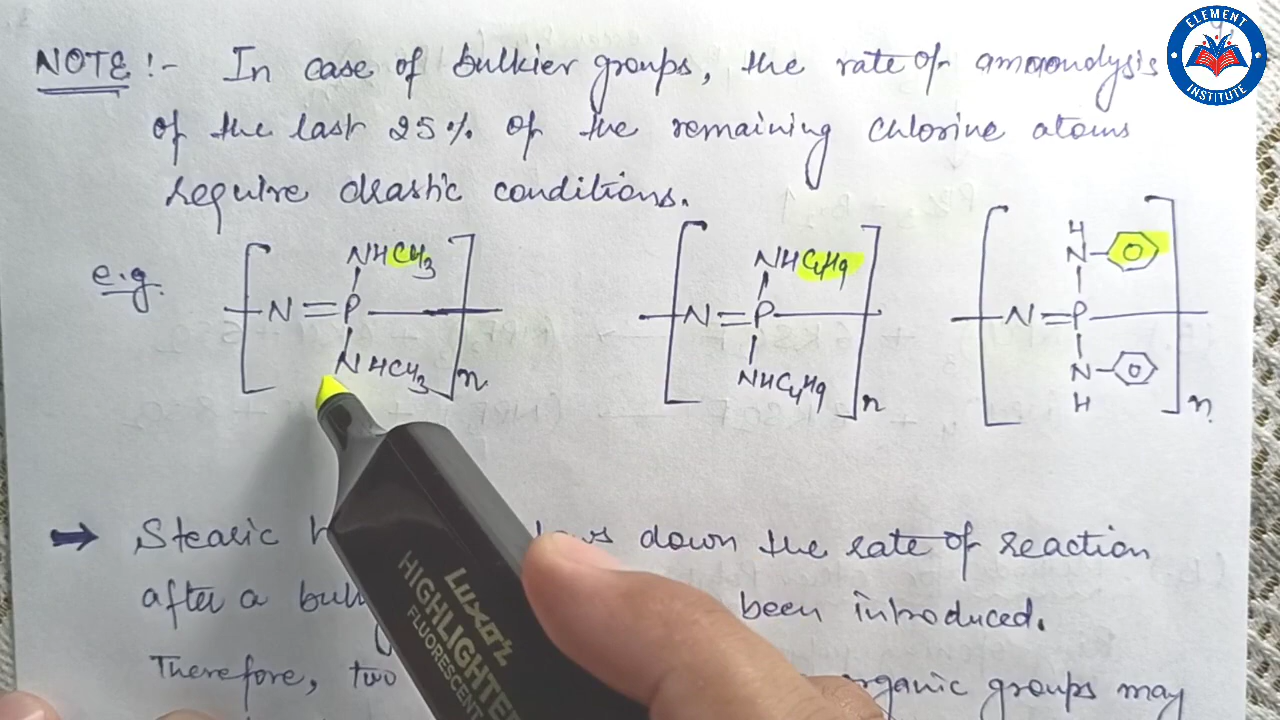 NOTE :- In case of bulkier groups, the rate of ammonolysis
of the last 25% of the remaining chlorine atoms
require drastic conditions.
e.g.
[ N = P ]n NHCH3 NHCH3
[ N = P ]n NHC4H9 NHC4H9
[ N = P ]n H N N H
Stearic down the rate of reaction
after a been introduced.
Therefore, two organic groups may
ELEMENT INSTITUTE
LUXOR
HIGHLIGHTER
FLUORESCENT